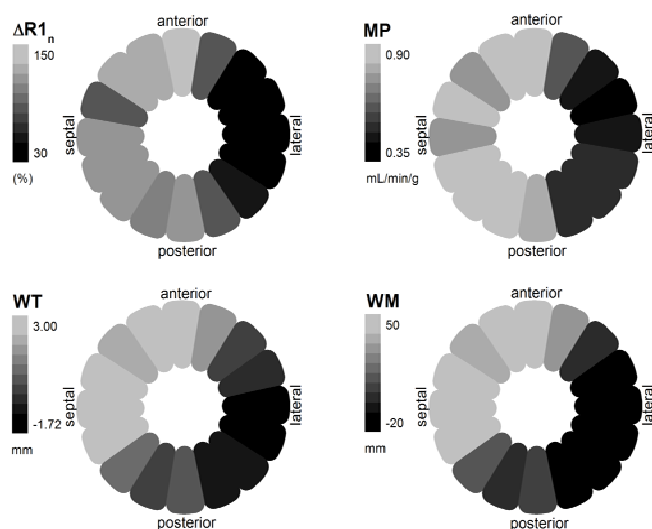 ΔR1n
anterior
150
30
(%)
septal
lateral
posterior
MP
anterior
0.90
0.35
mL/min/g
septal
lateral
posterior
WT
anterior
3.00
-1.72
mm
septal
lateral
posterior
WM
anterior
50
-20
mm
septal
lateral
posterior